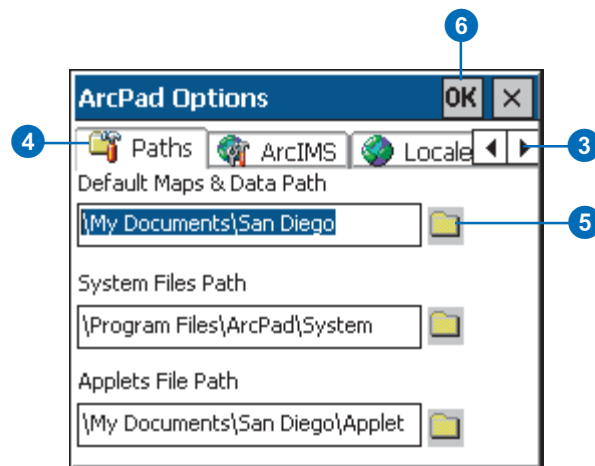 6
ArcPad Options OK
4 Paths ArcIMS Locale 3
Default Maps & Data Path
\My Documents\San Diego 5
System Files Path
\Program Files\ArcPad\System
Applets File Path
\My Documents\San Diego\Applet